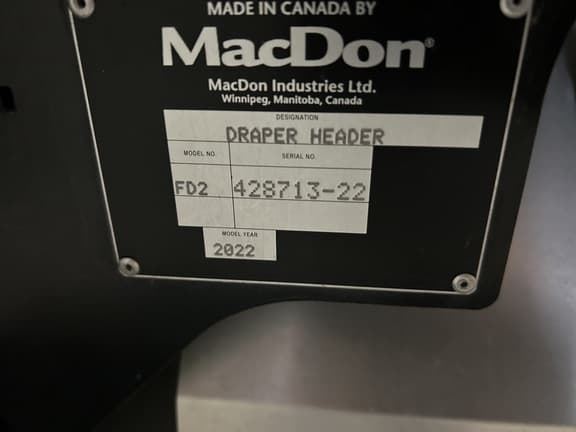 MADE IN CANADA BY
MacDon®
MacDon Industries Ltd.
Winnipeg, Manitoba, Canada
DESIGNATION
DRAPER HEADER
MODEL NO. SERIAL NO.
FD2 428713-22
MODEL YEAR
2022